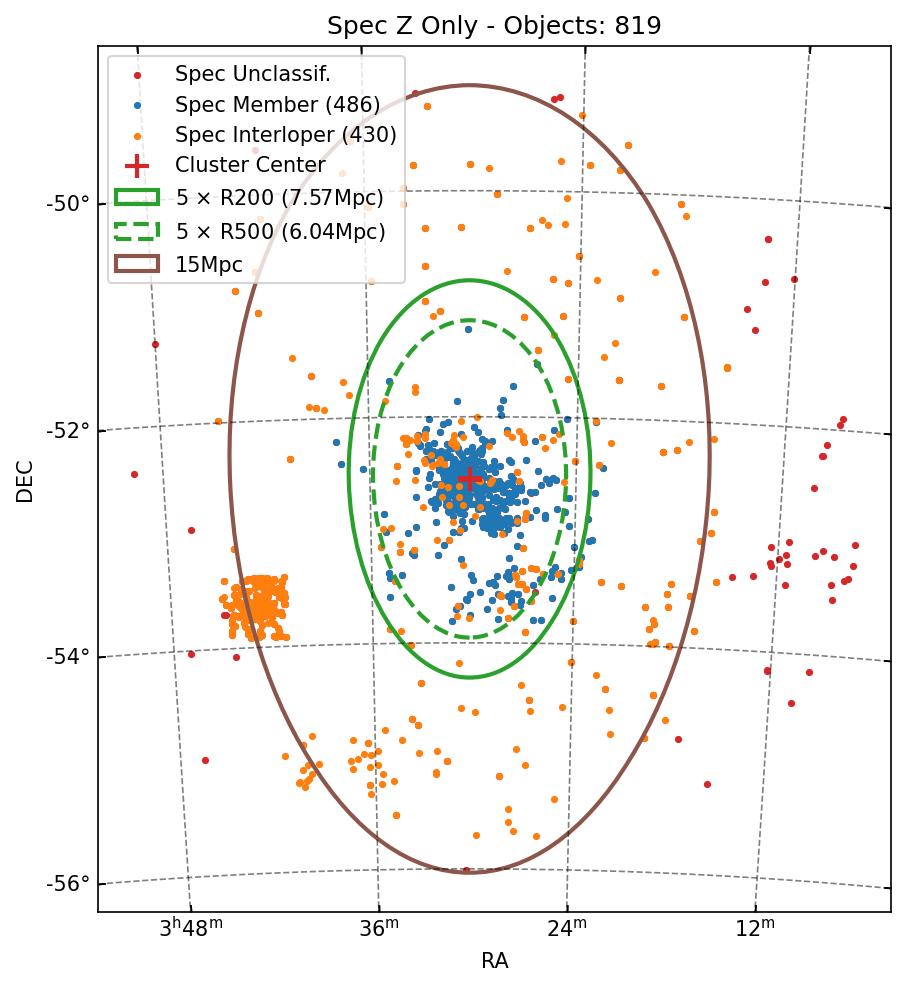 Spec Z Only - Objects: 819
Spec Unclassif.
Spec Member (486)
Spec Interloper (430)
Cluster Center
5 × R200 (7.57Mpc)
5 × R500 (6.04Mpc)
15Mpc
-50°
-52°
-54°
-56°
DEC
3ʰ48ᵐ 36ᵐ 24ᵐ 12ᵐ
RA